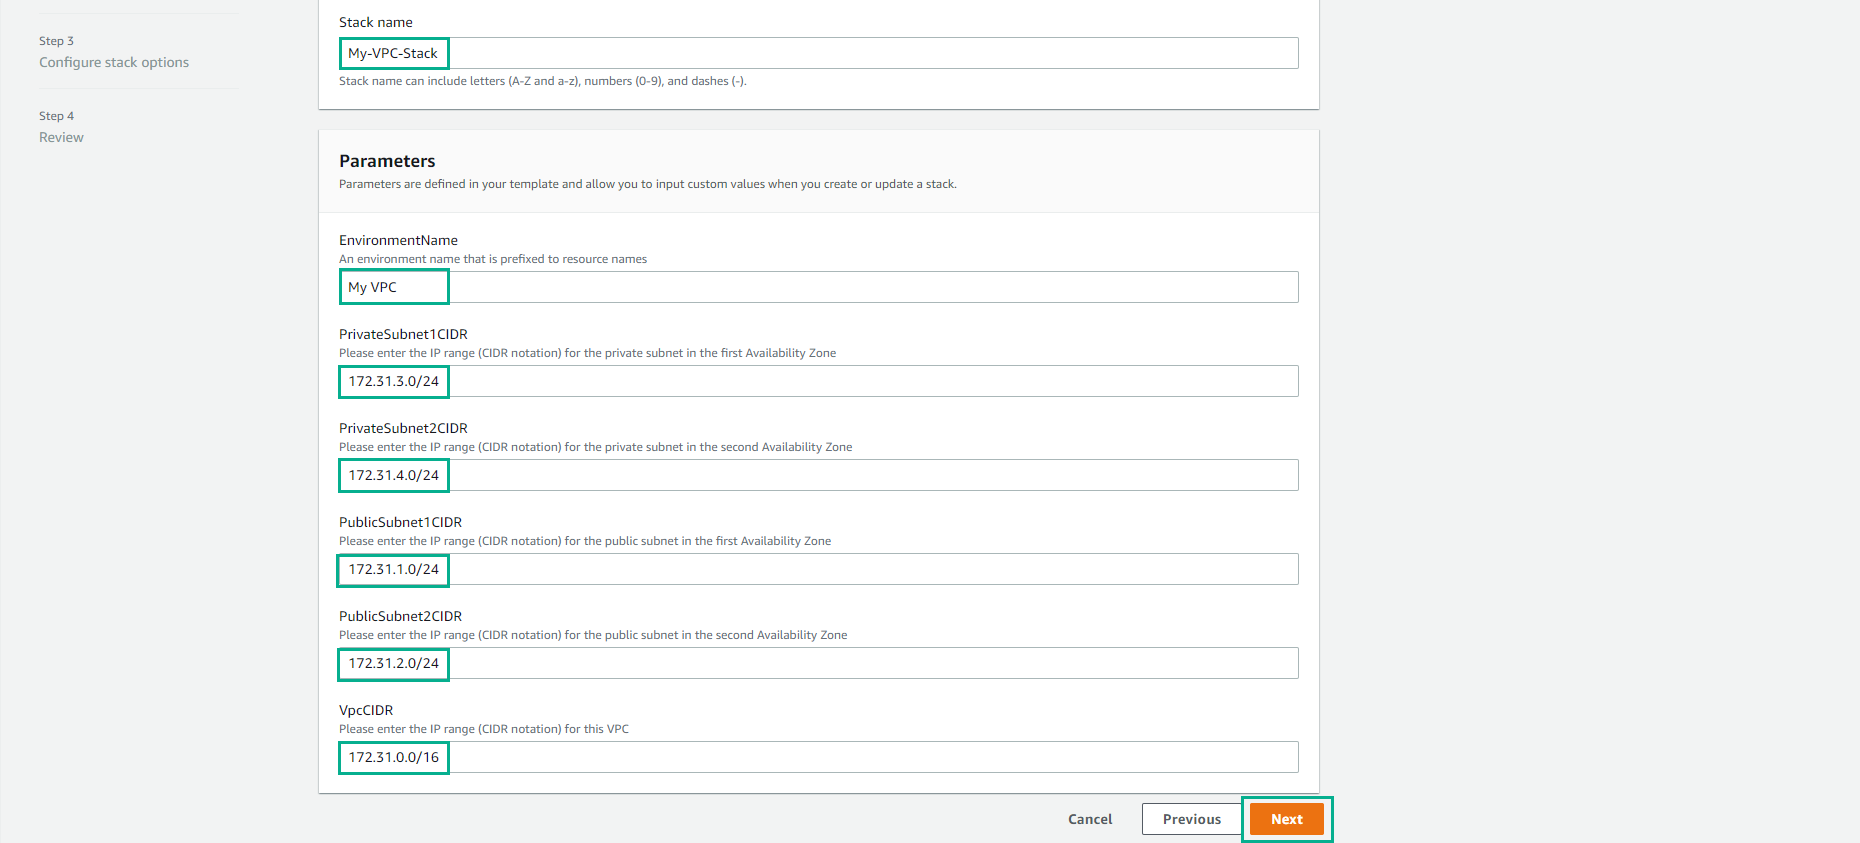 Step 3
Configure stack options
Step 4
Review
Stack name
My-VPC-Stack
Stack name can include letters (A-Z and a-z), numbers (0-9), and dashes (-).
Parameters
Parameters are defined in your template and allow you to input custom values when you create or update a stack.
EnvironmentName
An environment name that is prefixed to resource names
My VPC
PrivateSubnet1CIDR
Please enter the IP range (CIDR notation) for the private subnet in the first Availability Zone
172.31.3.0/24
PrivateSubnet2CIDR
Please enter the IP range (CIDR notation) for the private subnet in the second Availability Zone
172.31.4.0/24
PublicSubnet1CIDR
Please enter the IP range (CIDR notation) for the public subnet in the first Availability Zone
172.31.1.0/24
PublicSubnet2CIDR
Please enter the IP range (CIDR notation) for the public subnet in the second Availability Zone
172.31.2.0/24
VpcCIDR
Please enter the IP range (CIDR notation) for this VPC
172.31.0.0/16
Cancel Previous Next